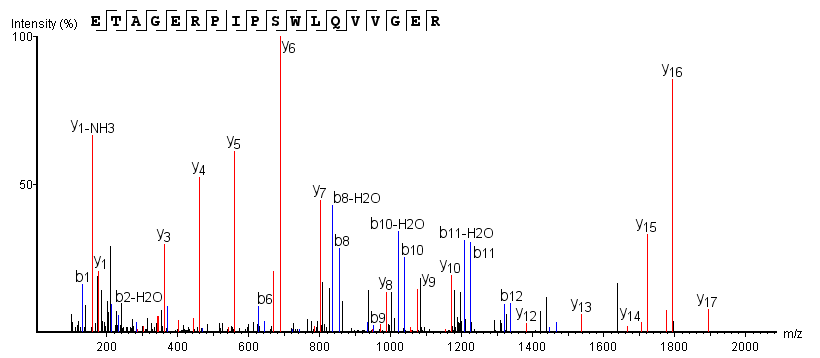 Intensity (%)
E T A G E R P I P S W L Q V V G E R
100
y6
y16
y1-NH3
y5
y4
50
y7
b8-H2O
b10-H2O
y3
b8
b11-H2O
y15
b10
b11
y1
b1
y10
y9
y8
b2-H2O
b6
b12
y13
y17
b9
y12
y14
200 400 600 800 1000 1200 1400 1600 1800 2000 m/z